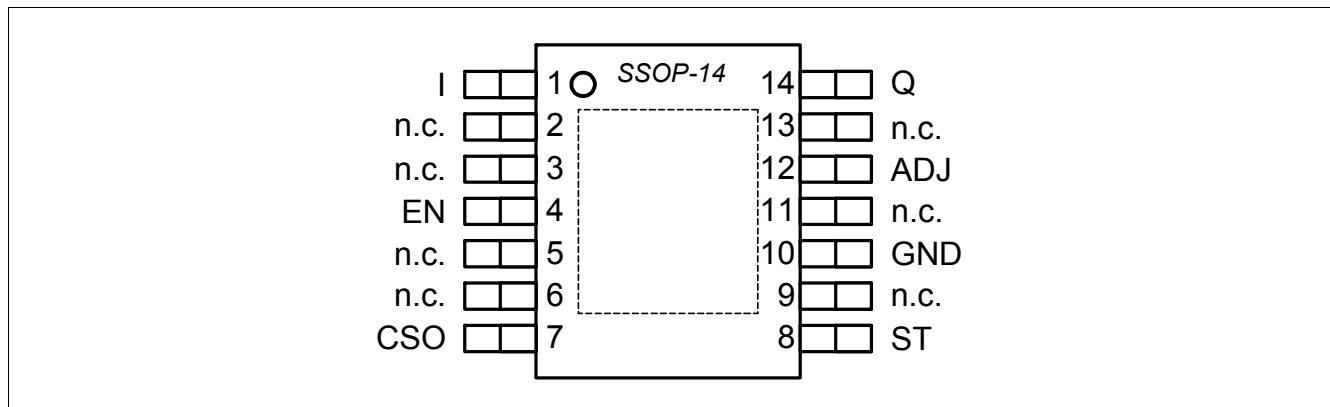 SSOP-14
I 1 14 Q
n.c. 2 13 n.c.
n.c. 3 12 ADJ
EN 4 11 n.c.
n.c. 5 10 GND
n.c. 6 9 n.c.
CSO 7 8 ST